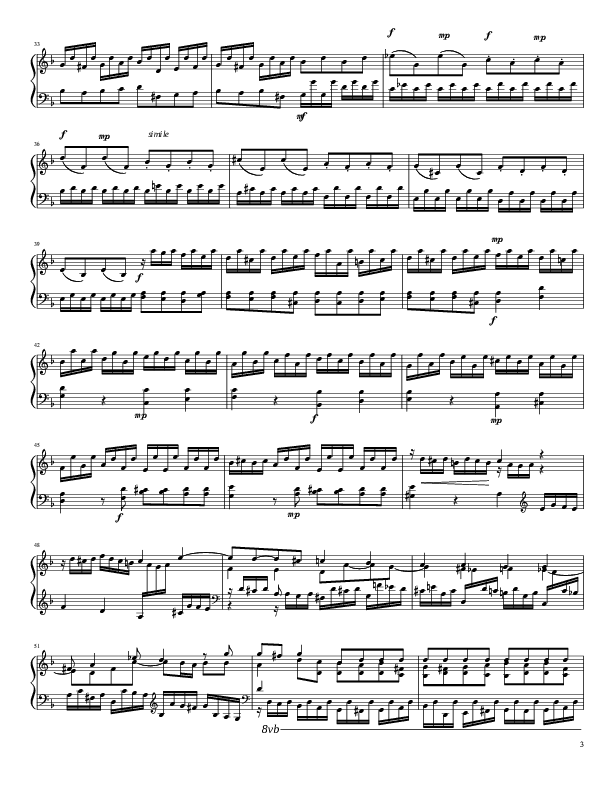 f mp f mp
33
mf
f mp simile
36
39
f
mp
f
42
mp f mp
45
f mp
48
51
8vb
3